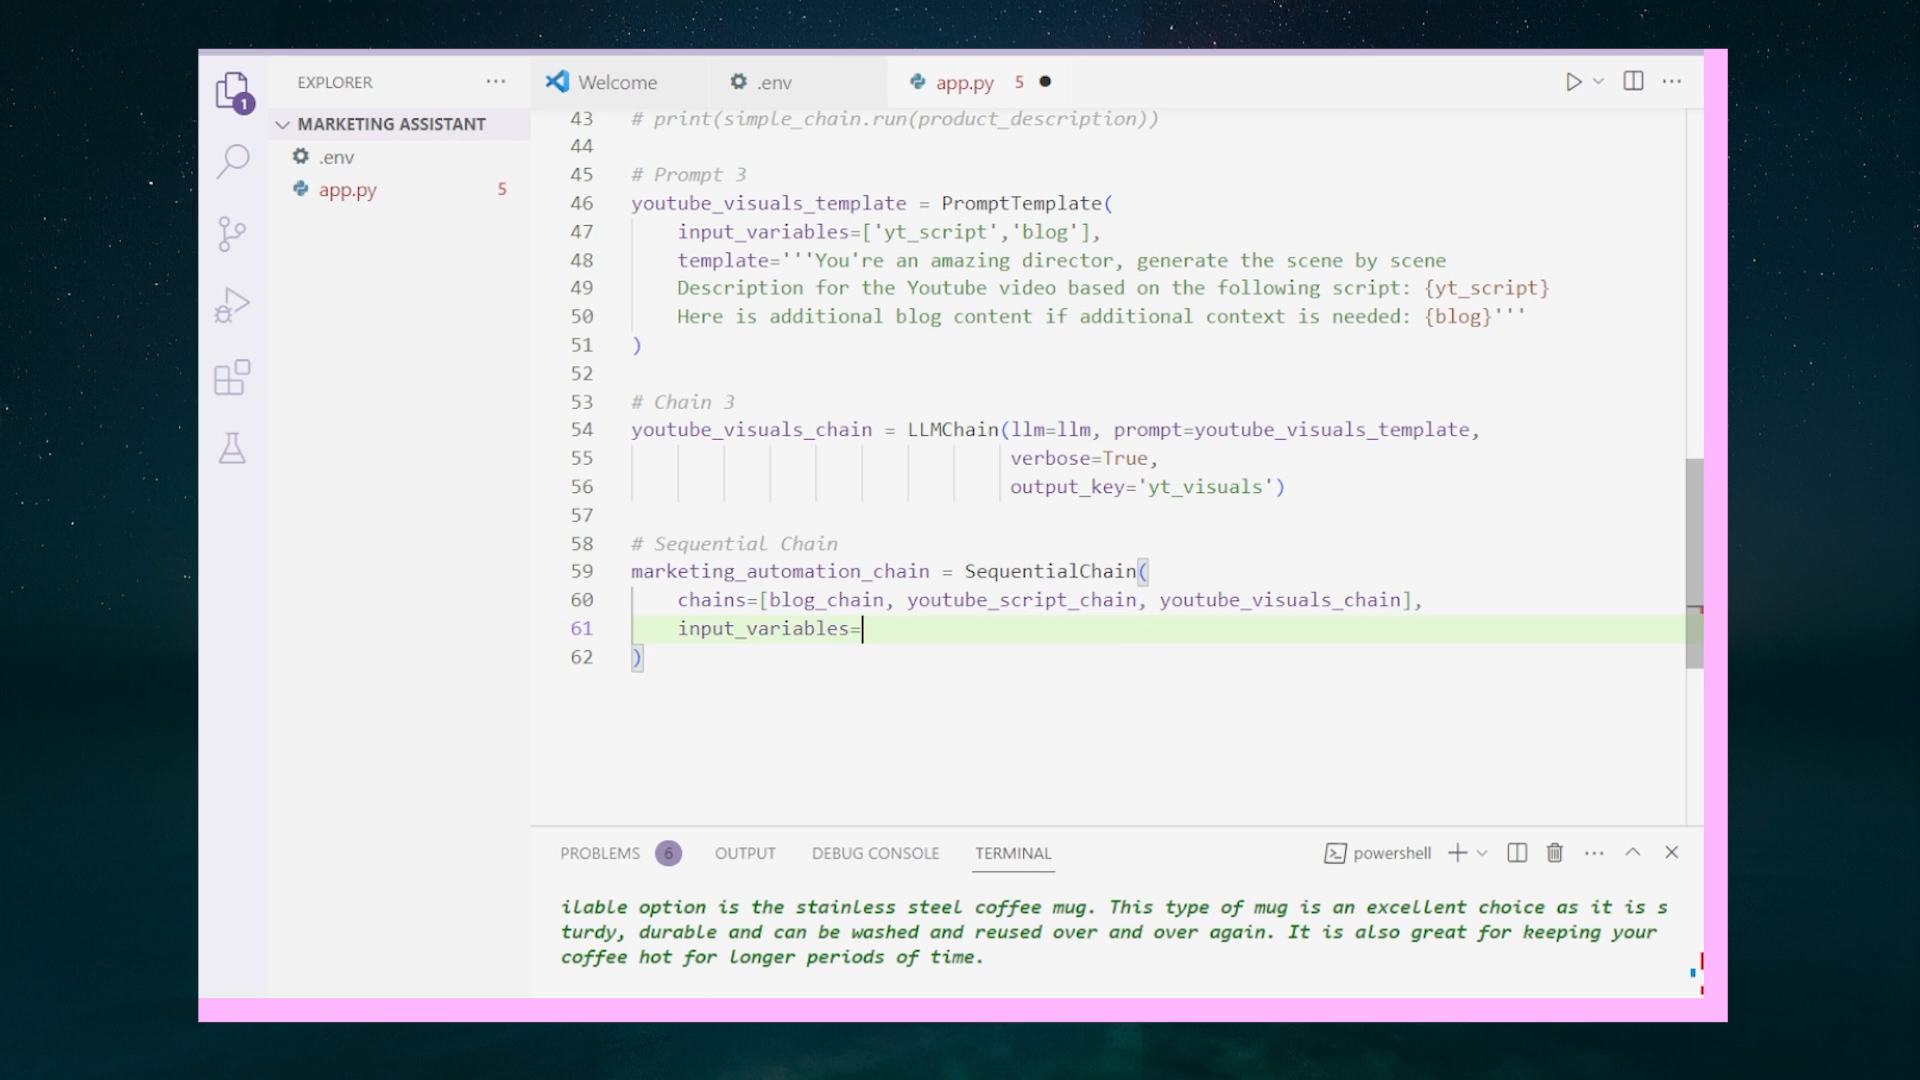 EXPLORER
Welcome
.env
app.py 5
1
MARKETING ASSISTANT
.env
app.py 5
43 # print(simple_chain.run(product_description))
44
45 # Prompt 3
46 youtube_visuals_template = PromptTemplate(
47 input_variables=['yt_script','blog'],
48 template='''You're an amazing director, generate the scene by scene
49 Description for the Youtube video based on the following script: {yt_script}
50 Here is additional blog content if additional context is needed: {blog}'''
51 )
52
53 # Chain 3
54 youtube_visuals_chain = LLMChain(llm=llm, prompt=youtube_visuals_template,
55 verbose=True,
56 output_key='yt_visuals')
57
58 # Sequential Chain
59 marketing_automation_chain = SequentialChain(
60 chains=[blog_chain, youtube_script_chain, youtube_visuals_chain],
61 input_variables=
62 )
PROBLEMS 6 OUTPUT DEBUG CONSOLE TERMINAL powershell
ilable option is the stainless steel coffee mug. This type of mug is an excellent choice as it is s
turdy, durable and can be washed and reused over and over again. It is also great for keeping your
coffee hot for longer periods of time.